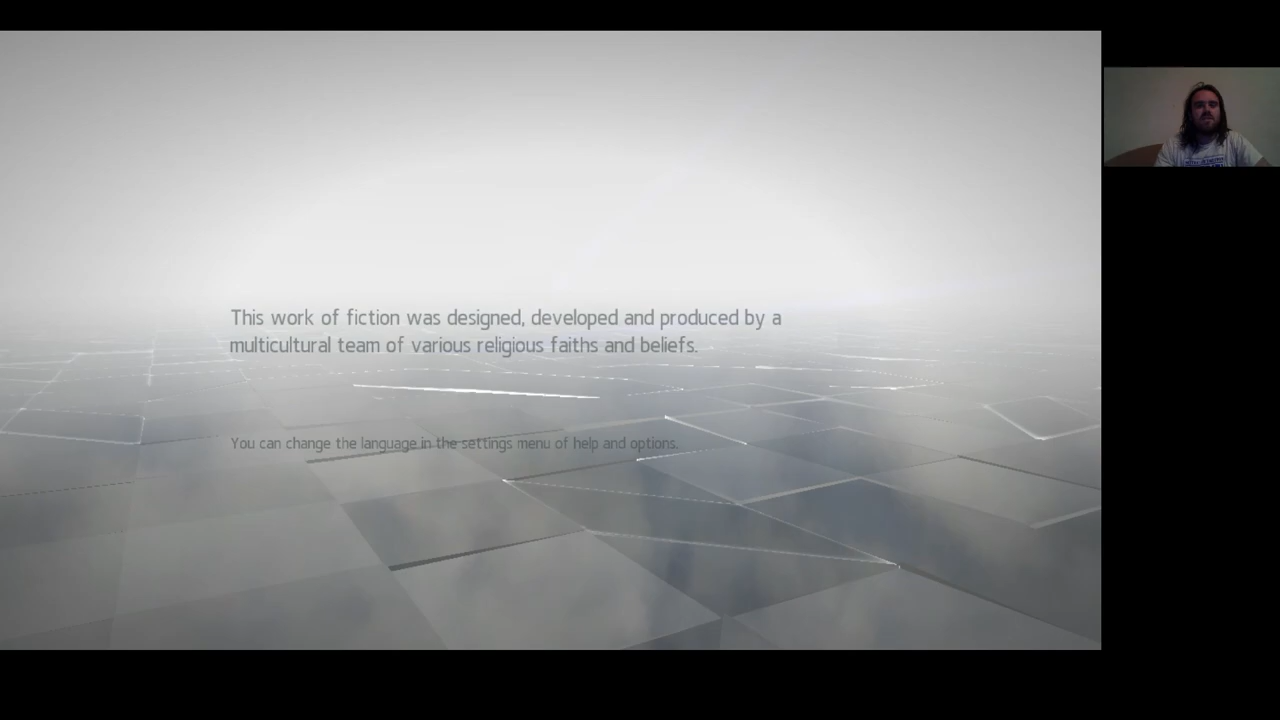 This work of fiction was designed, developed and produced by a
multicultural team of various religious faiths and beliefs.
You can change the language in the settings menu of help and options.